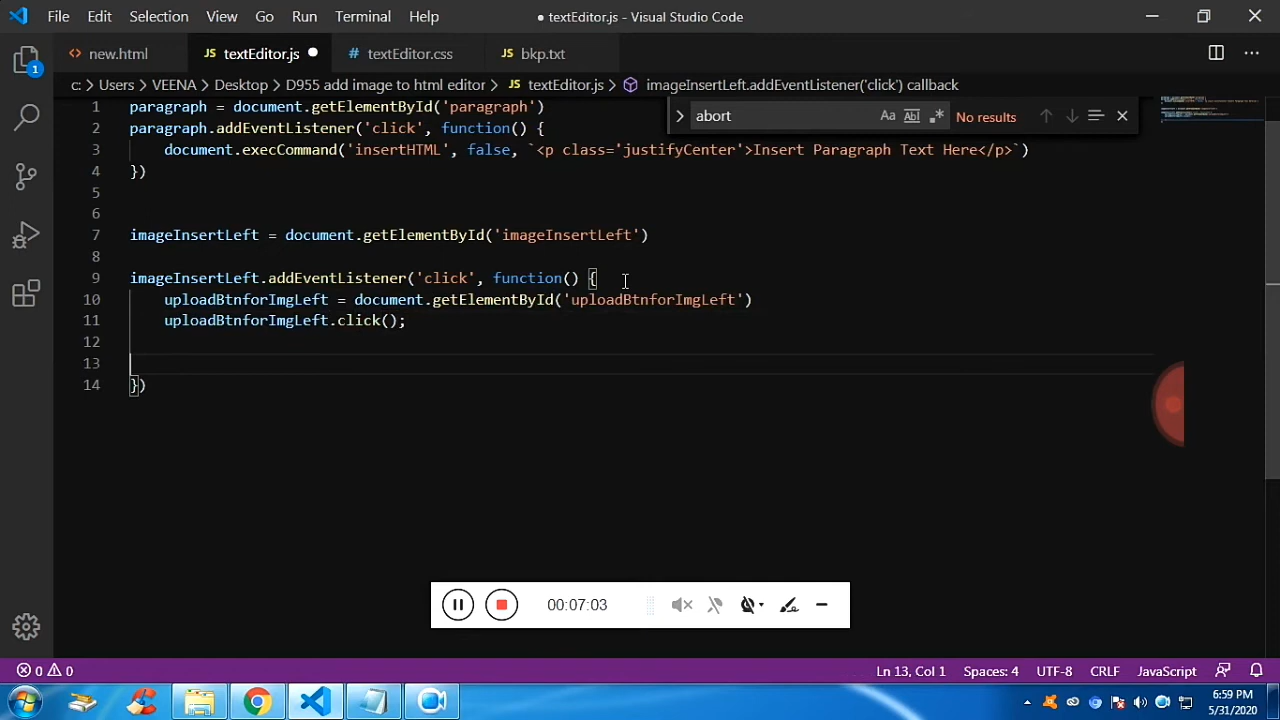 File Edit Selection View Go Run Terminal Help ● textEditor.js - Visual Studio Code
<> new.html JS textEditor.js ● # textEditor.css bkp.txt
1
c: > Users > VEENA > Desktop > D955 add image to html editor > JS textEditor.js > imageInsertLeft.addEventListener('click') callback
abort Aa Abl No results
1 paragraph = document.getElementById('paragraph')
2 paragraph.addEventListener('click', function() {
3 document.execCommand('insertHTML', false, `<p class='justifyCenter'>Insert Paragraph Text Here</p>`)
4 })
5
6
7 imageInsertLeft = document.getElementById('imageInsertLeft')
8
9 imageInsertLeft.addEventListener('click', function() {
10 uploadBtnforImgLeft = document.getElementById('uploadBtnforImgLeft')
11 uploadBtnforImgLeft.click();
12
13
14 })
00:07:03
0 0 Ln 13, Col 1 Spaces: 4 UTF-8 CRLF JavaScript
6:59 PM
5/31/2020